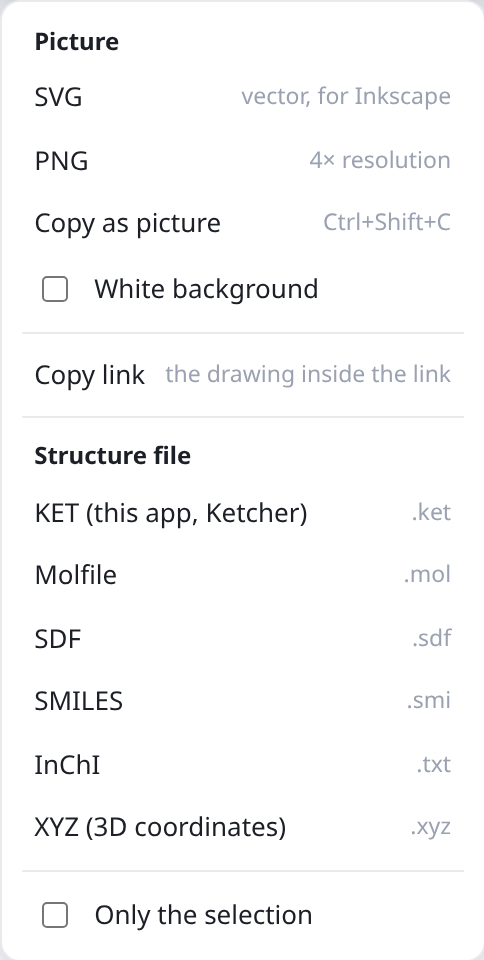 Picture
SVG vector, for Inkscape
PNG 4× resolution
Copy as picture Ctrl+Shift+C
White background
Copy link the drawing inside the link
Structure file
KET (this app, Ketcher) .ket
Molfile .mol
SDF .sdf
SMILES .smi
InChI .txt
XYZ (3D coordinates) .xyz
Only the selection